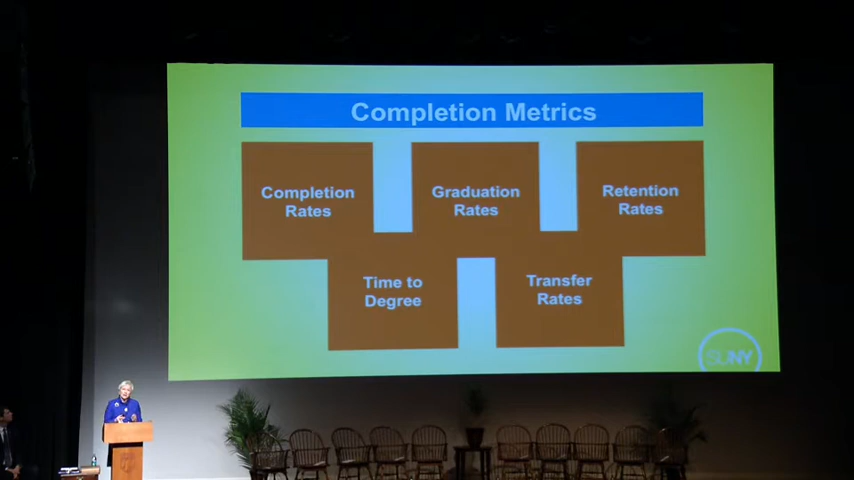 Completion Metrics
Completion
Rates
Graduation
Rates
Retention
Rates
Time to
Degree
Transfer
Rates
SUNY